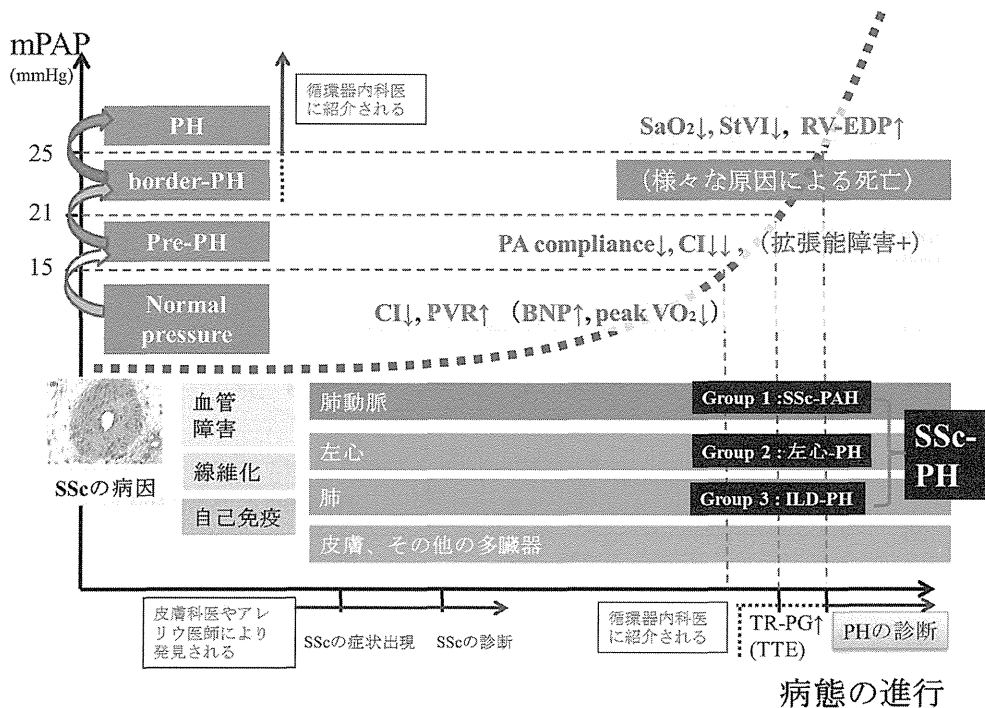 mPAP
(mmHg)
循環器内科医
に紹介される
PH
25
border-PH
21
Pre-PH
15
Normal
pressure
SaO₂↓, StVI↓, RV-EDP↑
（様々な原因による死亡）
PA compliance↓, CI↓↓, （拡張能障害+）
CI↓, PVR↑ （BNP↑, peak VO₂↓）
SScの病因
血管
障害
線維化
自己免疫
肺動脈
左心
肺
皮膚、その他の多臓器
Group 1 :SSc-PAH
Group 2 : 左心-PH
Group 3 : ILD-PH
SSc-
PH
皮膚科医やアレ
リウ医師により
発見される
SScの症状出現
SScの診断
循環器内科医
に紹介される
TR-PG↑
(TTE)
PHの診断
病態の進行